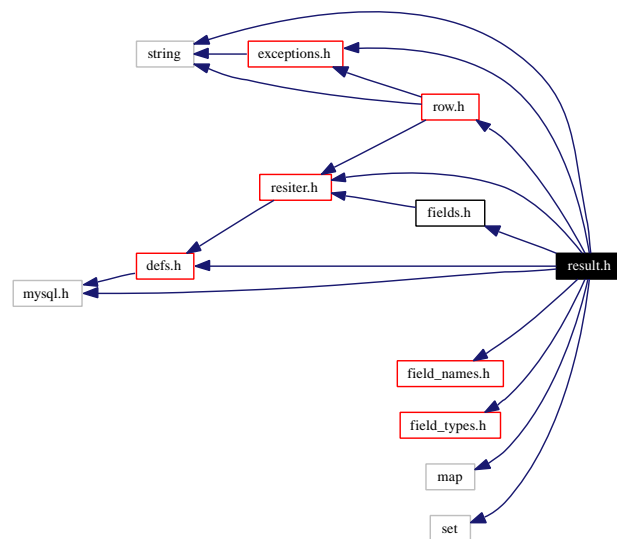 string
exceptions.h
row.h
resiter.h
fields.h
defs.h
result.h
mysql.h
field_names.h
field_types.h
map
set